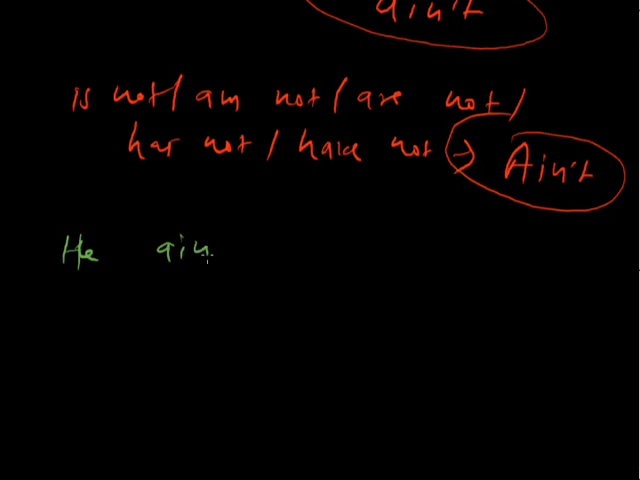 ain't
is not / am not / are not /
has not / have not → Ain't
He ain